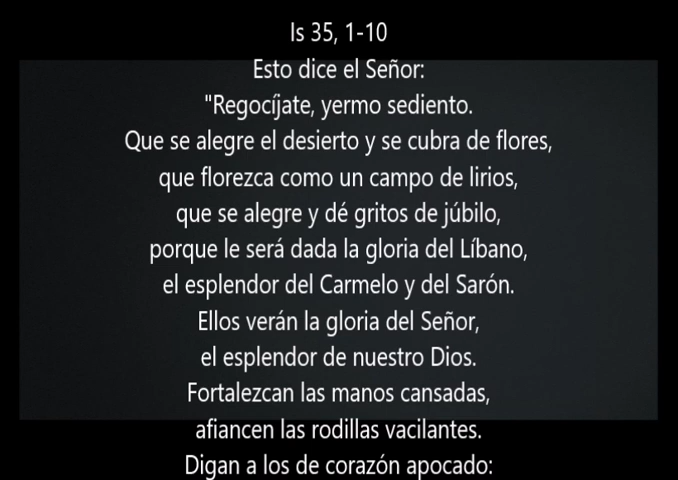 Is 35, 1-10
Esto dice el Señor:
"Regocíjate, yermo sediento.
Que se alegre el desierto y se cubra de flores,
que florezca como un campo de lirios,
que se alegre y dé gritos de júbilo,
porque le será dada la gloria del Líbano,
el esplendor del Carmelo y del Sarón.
Ellos verán la gloria del Señor,
el esplendor de nuestro Dios.
Fortalezcan las manos cansadas,
afiancen las rodillas vacilantes.
Digan a los de corazón apocado: